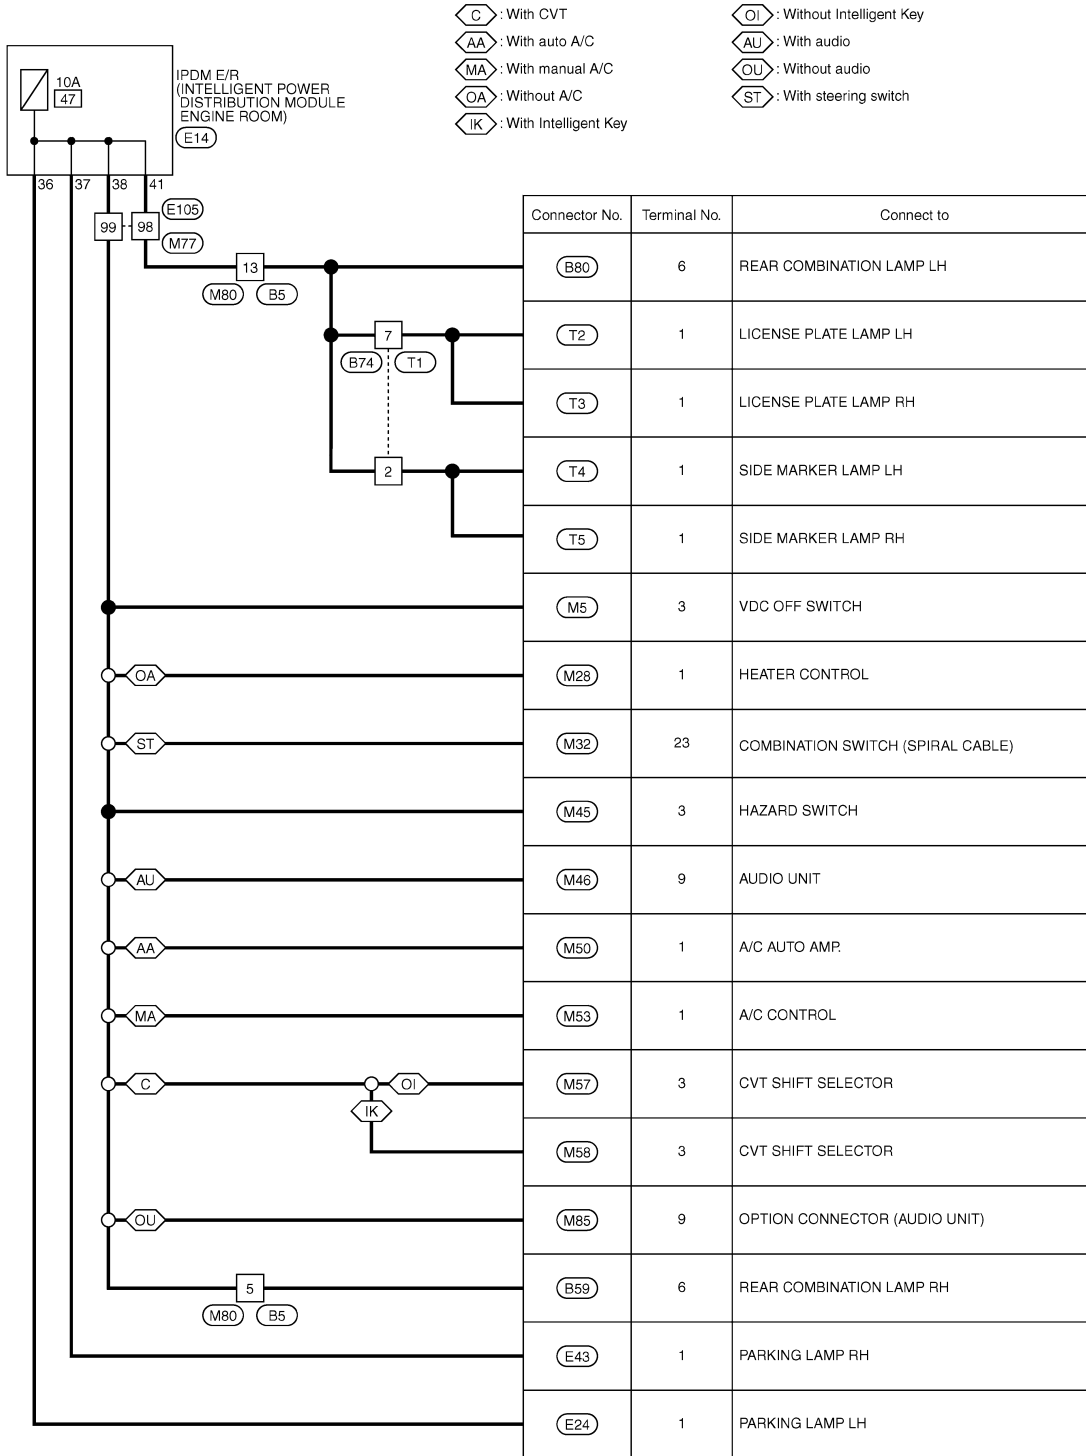 C : With CVT
AA : With auto A/C
MA : With manual A/C
OA : Without A/C
IK : With Intelligent Key
OI : Without Intelligent Key
AU : With audio
OU : Without audio
ST : With steering switch
10A
47
IPDM E/R
(INTELLIGENT POWER
DISTRIBUTION MODULE
ENGINE ROOM)
E14
36 37 38 41
99 98
E105
M77
Connector No. Terminal No. Connect to
13
M80 B5
B80 6 REAR COMBINATION LAMP LH
7
B74 T1
T2 1 LICENSE PLATE LAMP LH
T3 1 LICENSE PLATE LAMP RH
2 T4 1 SIDE MARKER LAMP LH
T5 1 SIDE MARKER LAMP RH
M5 3 VDC OFF SWITCH
OA M28 1 HEATER CONTROL
ST M32 23 COMBINATION SWITCH (SPIRAL CABLE)
M45 3 HAZARD SWITCH
AU M46 9 AUDIO UNIT
AA M50 1 A/C AUTO AMP.
MA M53 1 A/C CONTROL
C OI M57 3 CVT SHIFT SELECTOR
IK
M58 3 CVT SHIFT SELECTOR
OU M85 9 OPTION CONNECTOR (AUDIO UNIT)
5 B59 6 REAR COMBINATION LAMP RH
M80 B5
E43 1 PARKING LAMP RH
E24 1 PARKING LAMP LH